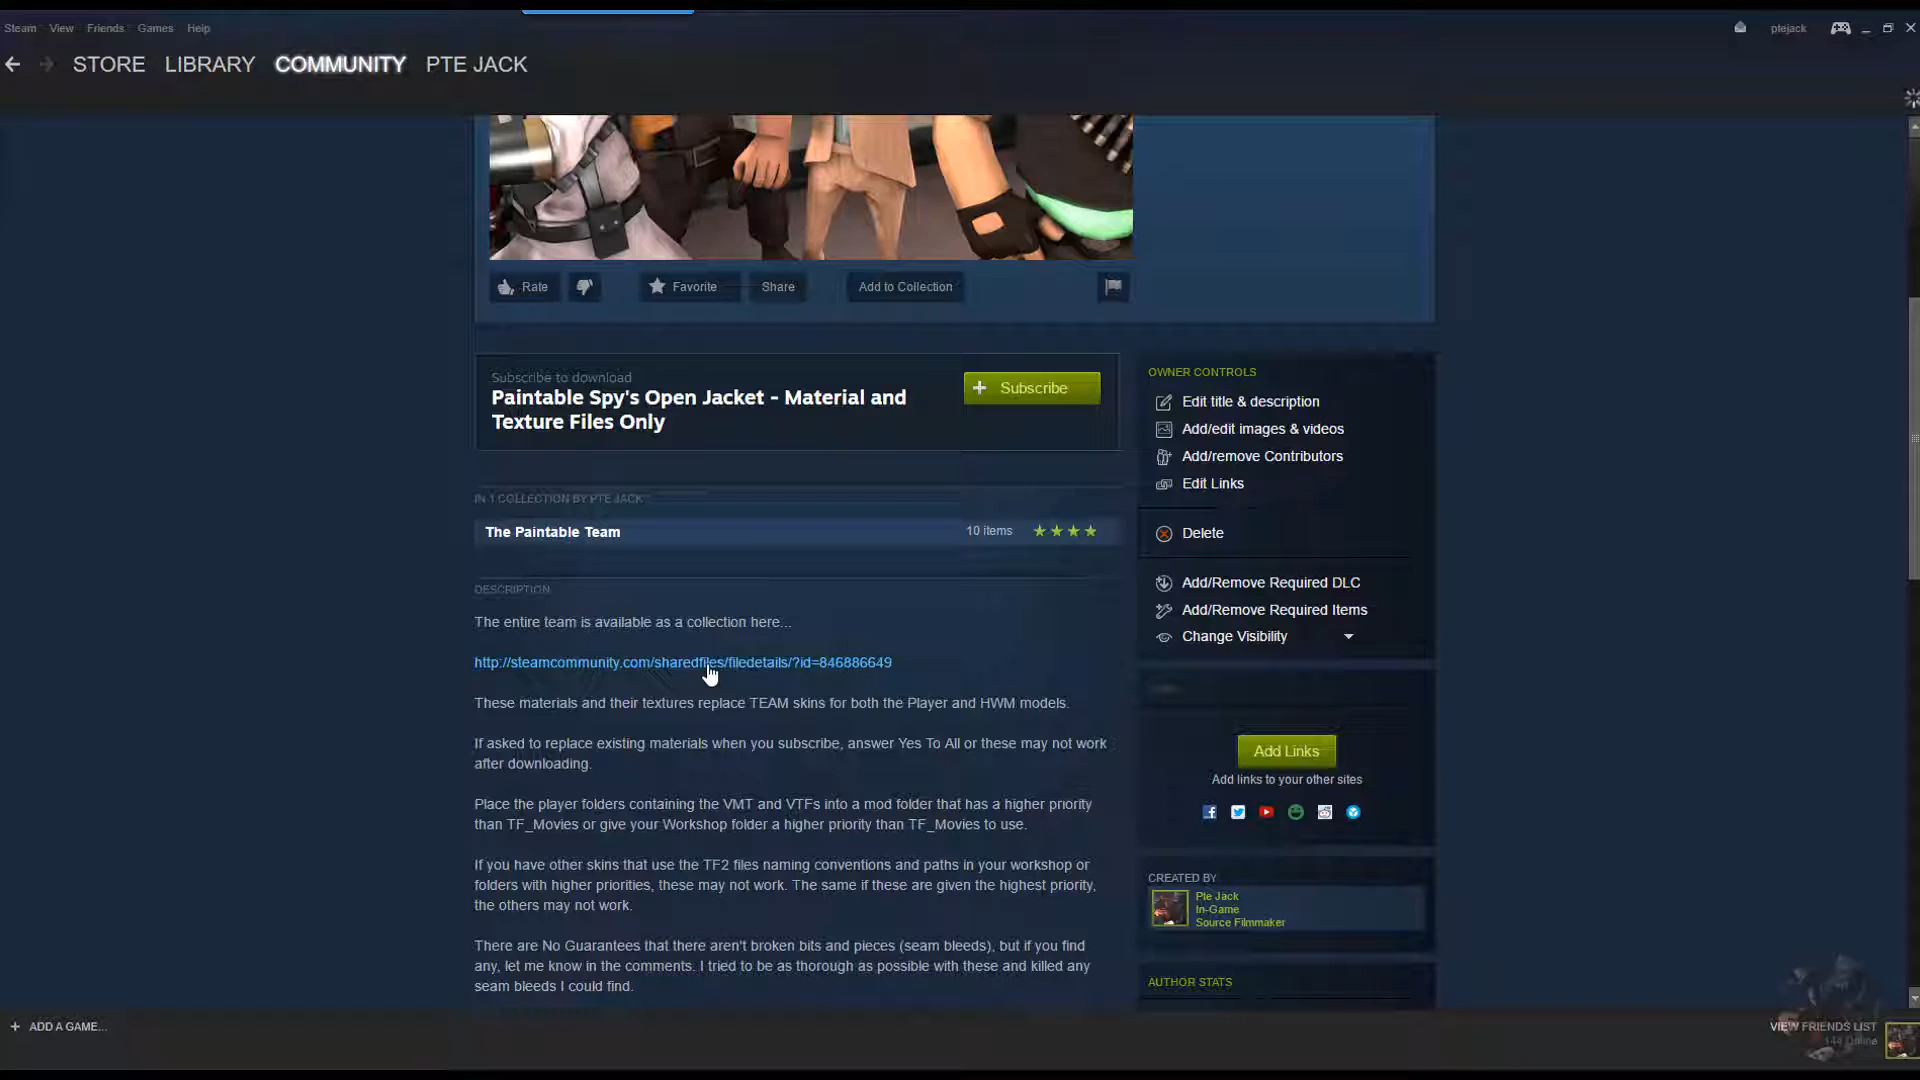 Steam View Friends Games Help
ptejack
STORE LIBRARY COMMUNITY PTE JACK
Rate
Favorite
Share
Add to Collection
Subscribe to download
Paintable Spy's Open Jacket - Material and
Texture Files Only
Subscribe
IN 1 COLLECTION BY PTE JACK
The Paintable Team
10 items
DESCRIPTION
The entire team is available as a collection here...
http://steamcommunity.com/sharedfiles/filedetails/?id=846886649
These materials and their textures replace TEAM skins for both the Player and HWM models.
If asked to replace existing materials when you subscribe, answer Yes To All or these may not work
after downloading.
Place the player folders containing the VMT and VTFs into a mod folder that has a higher priority
than TF_Movies or give your Workshop folder a higher priority than TF_Movies to use.
If you have other skins that use the TF2 files naming conventions and paths in your workshop or
folders with higher priorities, these may not work. The same if these are given the highest priority,
the others may not work.
There are No Guarantees that there aren't broken bits and pieces (seam bleeds), but if you find
any, let me know in the comments. I tried to be as thorough as possible with these and killed any
seam bleeds I could find.
OWNER CONTROLS
Edit title & description
Add/edit images & videos
Add/remove Contributors
Edit Links
Delete
Add/Remove Required DLC
Add/Remove Required Items
Change Visibility
Add Links
Add links to your other sites
CREATED BY
Pte Jack
In-Game
Source Filmmaker
AUTHOR STATS
+ ADD A GAME...
VIEW FRIENDS LIST
144 Online